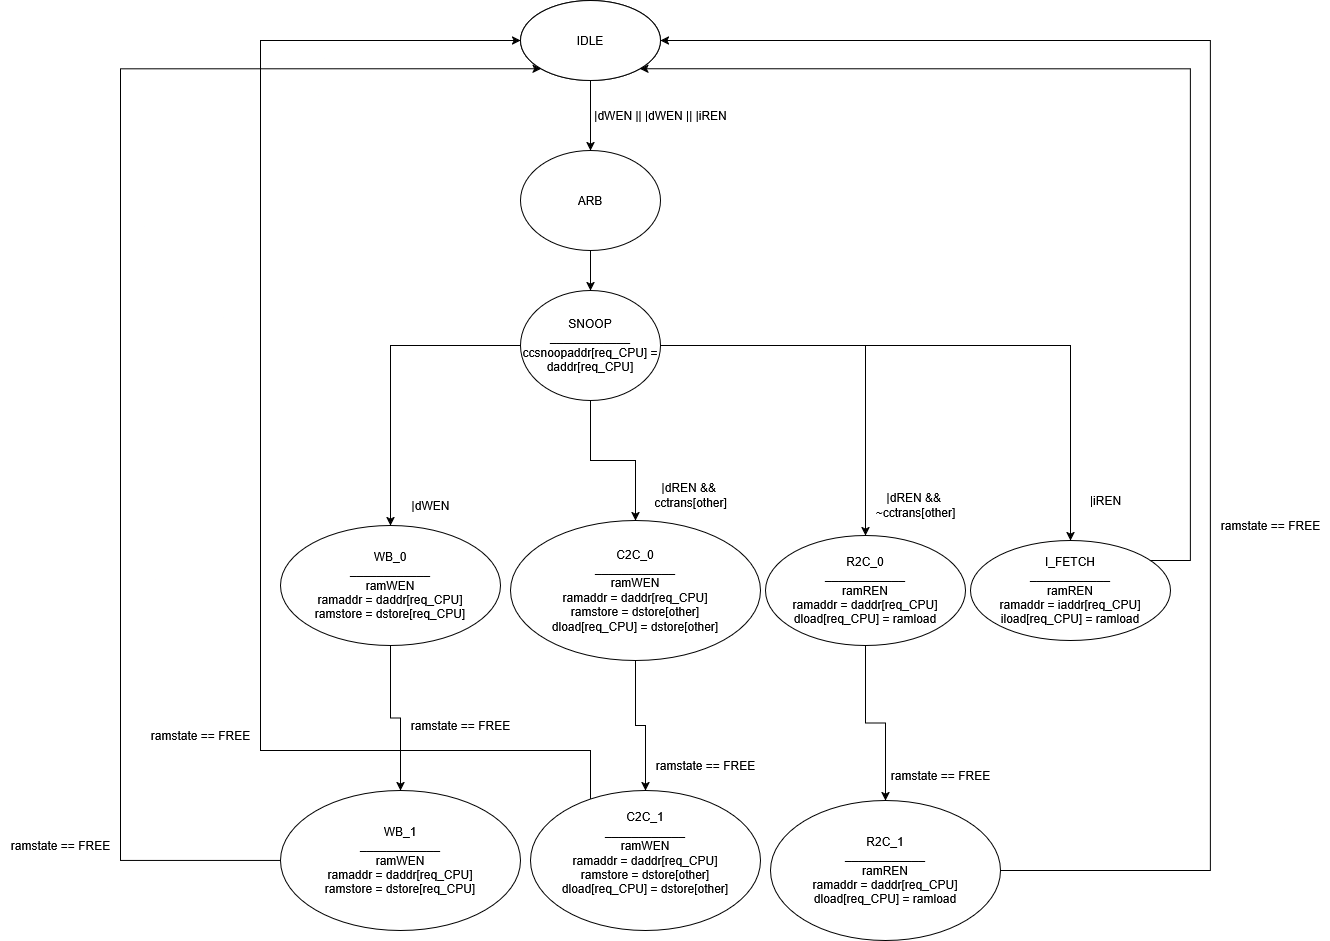 IDLE
|dWEN || |dWEN || |iREN
ARB
SNOOP
ccsnoopaddr[req_CPU] =
daddr[req_CPU]
|dWEN
|dREN &&
cctrans[other]
|dREN &&
~cctrans[other]
|iREN
ramstate == FREE
WB_0
ramWEN
ramaddr = daddr[req_CPU]
ramstore = dstore[req_CPU]
C2C_0
ramWEN
ramaddr = daddr[req_CPU]
ramstore = dstore[other]
dload[req_CPU] = dstore[other]
R2C_0
ramREN
ramaddr = daddr[req_CPU]
dload[req_CPU] = ramload
I_FETCH
ramREN
ramaddr = iaddr[req_CPU]
iload[req_CPU] = ramload
ramstate == FREE
ramstate == FREE
ramstate == FREE
ramstate == FREE
ramstate == FREE
WB_1
ramWEN
ramaddr = daddr[req_CPU]
ramstore = dstore[req_CPU]
C2C_1
ramWEN
ramaddr = daddr[req_CPU]
ramstore = dstore[other]
dload[req_CPU] = dstore[other]
R2C_1
ramREN
ramaddr = daddr[req_CPU]
dload[req_CPU] = ramload